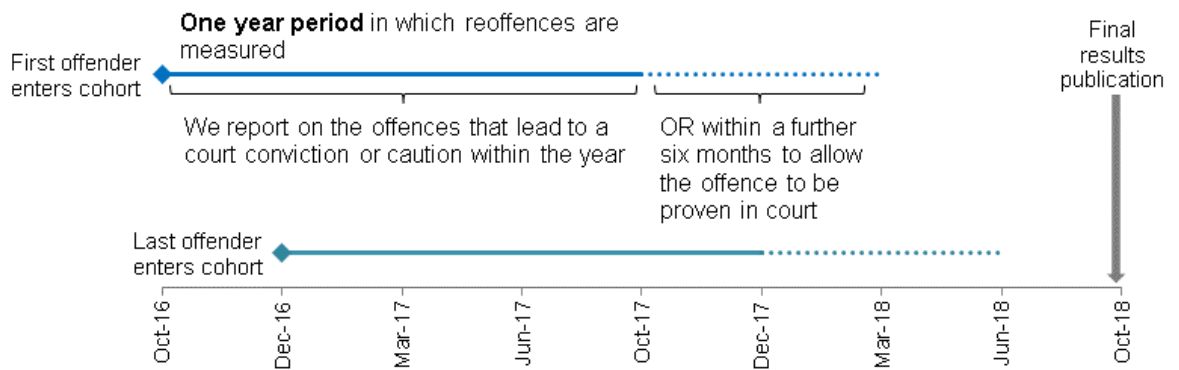 One year period in which reoffences are
measured
First offender
enters cohort
Final
results
publication
We report on the offences that lead to a
court conviction or caution within the year
OR within a further
six months to allow
the offence to be
proven in court
Last offender
enters cohort
Oct-16
Dec-16
Mar-17
Jun-17
Oct-17
Dec-17
Mar-18
Jun-18
Oct-18